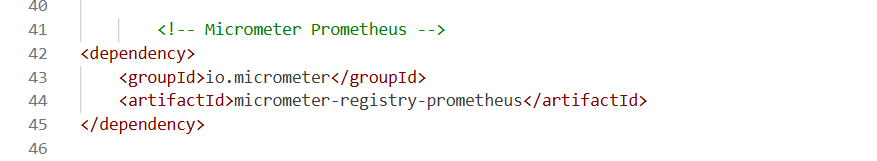 40
41 <!-- Micrometer Prometheus -->
42 <dependency>
43 <groupId>io.micrometer</groupId>
44 <artifactId>micrometer-registry-prometheus</artifactId>
45 </dependency>
46